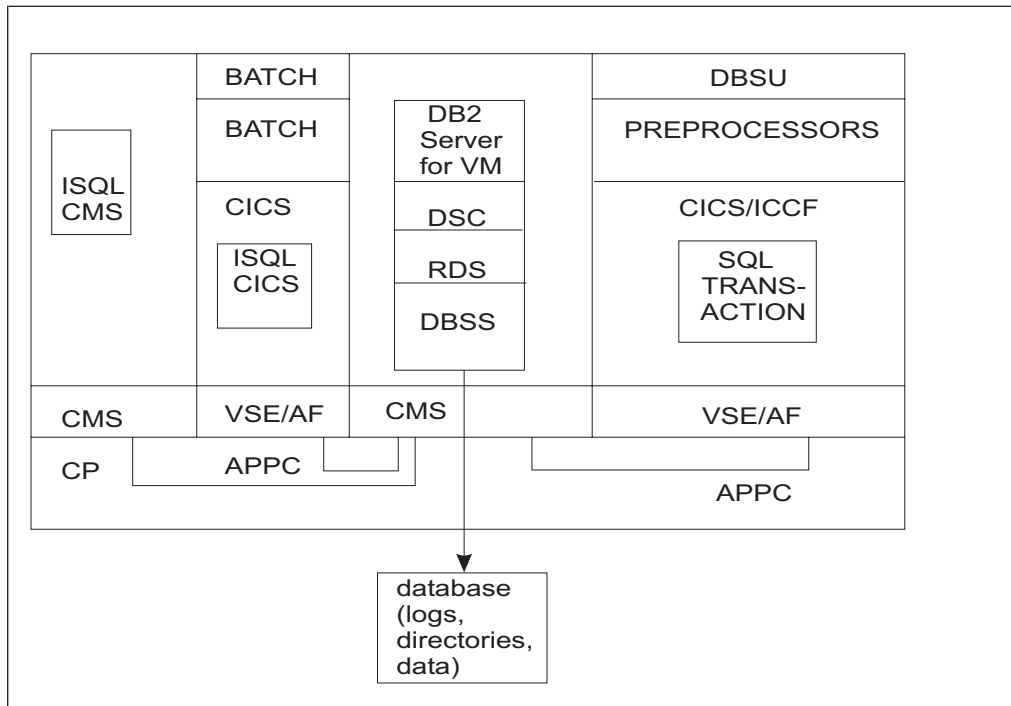 BATCH
DBSU
BATCH
DB2
Server
for VM
PREPROCESSORS
ISQL
CMS
CICS
DSC
CICS/ICCF
ISQL
CICS
RDS
SQL
TRANS-
ACTION
DBSS
CMS
VSE/AF
CMS
VSE/AF
CP
APPC
APPC
database
(logs,
directories,
data)